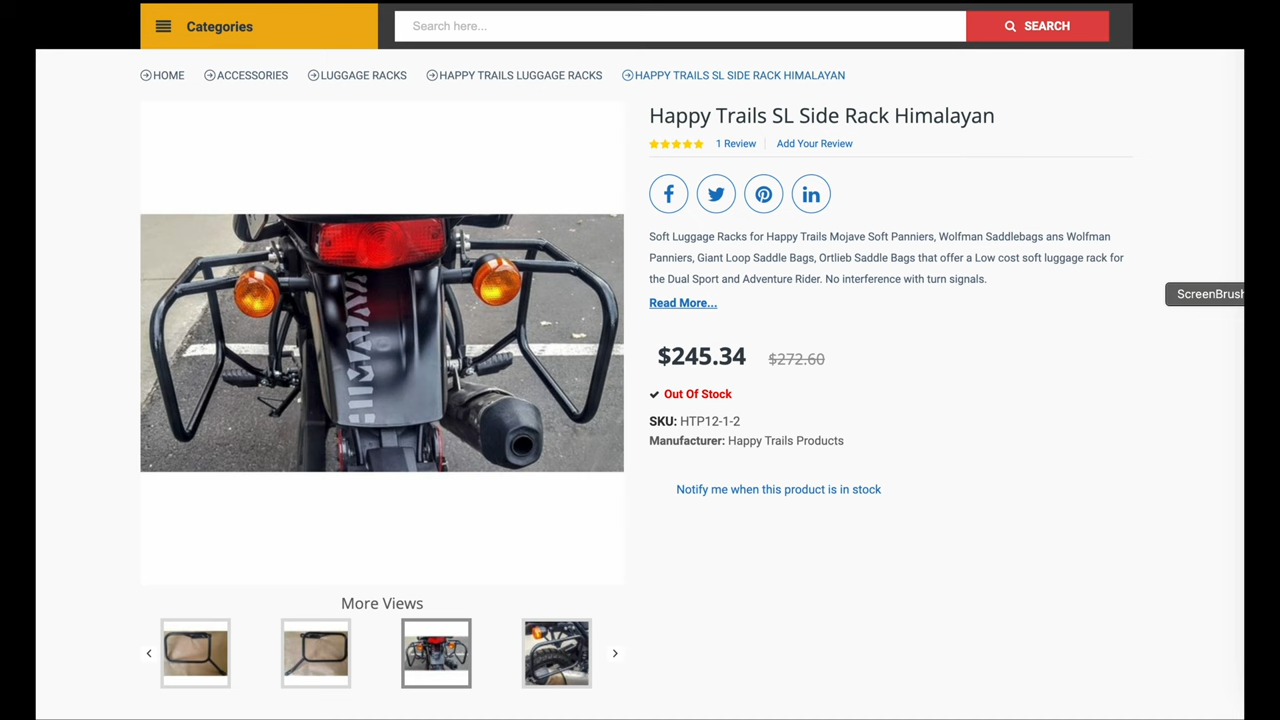 Categories
Search here...
SEARCH
HOME
ACCESSORIES
LUGGAGE RACKS
HAPPY TRAILS LUGGAGE RACKS
HAPPY TRAILS SL SIDE RACK HIMALAYAN
Happy Trails SL Side Rack Himalayan
1 Review
Add Your Review
Soft Luggage Racks for Happy Trails Mojave Soft Panniers, Wolfman Saddlebags ans Wolfman
Panniers, Giant Loop Saddle Bags, Ortlieb Saddle Bags that offer a Low cost soft luggage rack for
the Dual Sport and Adventure Rider. No interference with turn signals.
Read More...
ScreenBrush
$245.34 $272.60
Out Of Stock
SKU: HTP12-1-2
Manufacturer: Happy Trails Products
Notify me when this product is in stock
HIMALAYAN
More Views